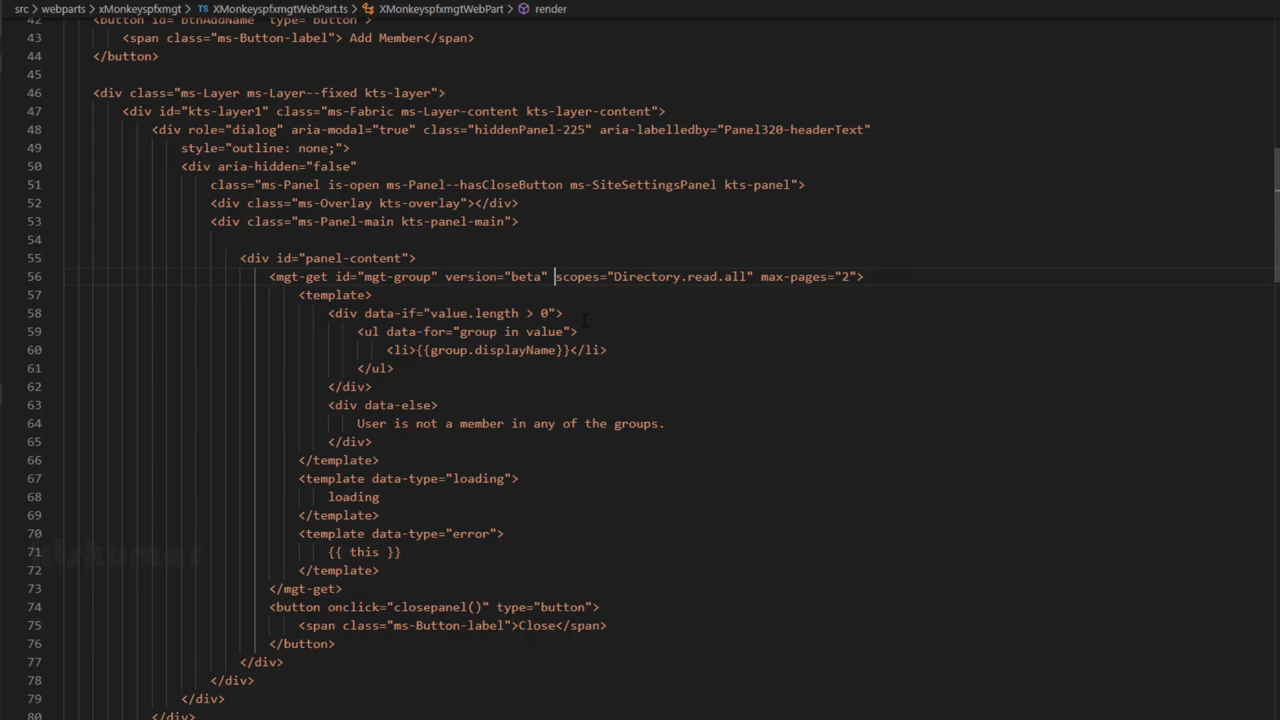 src > webparts > xMonkeyspfxmgt > TS XMonkeyspfxmgtWebPart.ts > XMonkeyspfxmgtWebPart > render
42 <button id="btnAddName" type="button">
43 <span class="ms-Button-label"> Add Member</span>
44 </button>
45
46 <div class="ms-Layer ms-Layer--fixed kts-layer">
47 <div id="kts-layer1" class="ms-Fabric ms-Layer-content kts-layer-content">
48 <div role="dialog" aria-modal="true" class="hiddenPanel-225" aria-labelledby="Panel320-headerText"
49 style="outline: none;">
50 <div aria-hidden="false"
51 class="ms-Panel is-open ms-Panel--hasCloseButton ms-SiteSettingsPanel kts-panel">
52 <div class="ms-Overlay kts-overlay"></div>
53 <div class="ms-Panel-main kts-panel-main">
54
55 <div id="panel-content">
56 <mgt-get id="mgt-group" version="beta" scopes="Directory.read.all" max-pages="2">
57 <template>
58 <div data-if="value.length > 0">
59 <ul data-for="group in value">
60 <li>{{group.displayName}}</li>
61 </ul>
62 </div>
63 <div data-else>
64 User is not a member in any of the groups.
65 </div>
66 </template>
67 <template data-type="loading">
68 loading
69 </template>
70 <template data-type="error">
71 {{ this }}
72 </template>
73 </mgt-get>
74 <button onclick="closepanel()" type="button">
75 <span class="ms-Button-label">Close</span>
76 </button>
77 </div>
78 </div>
79 </div>
80 </div>